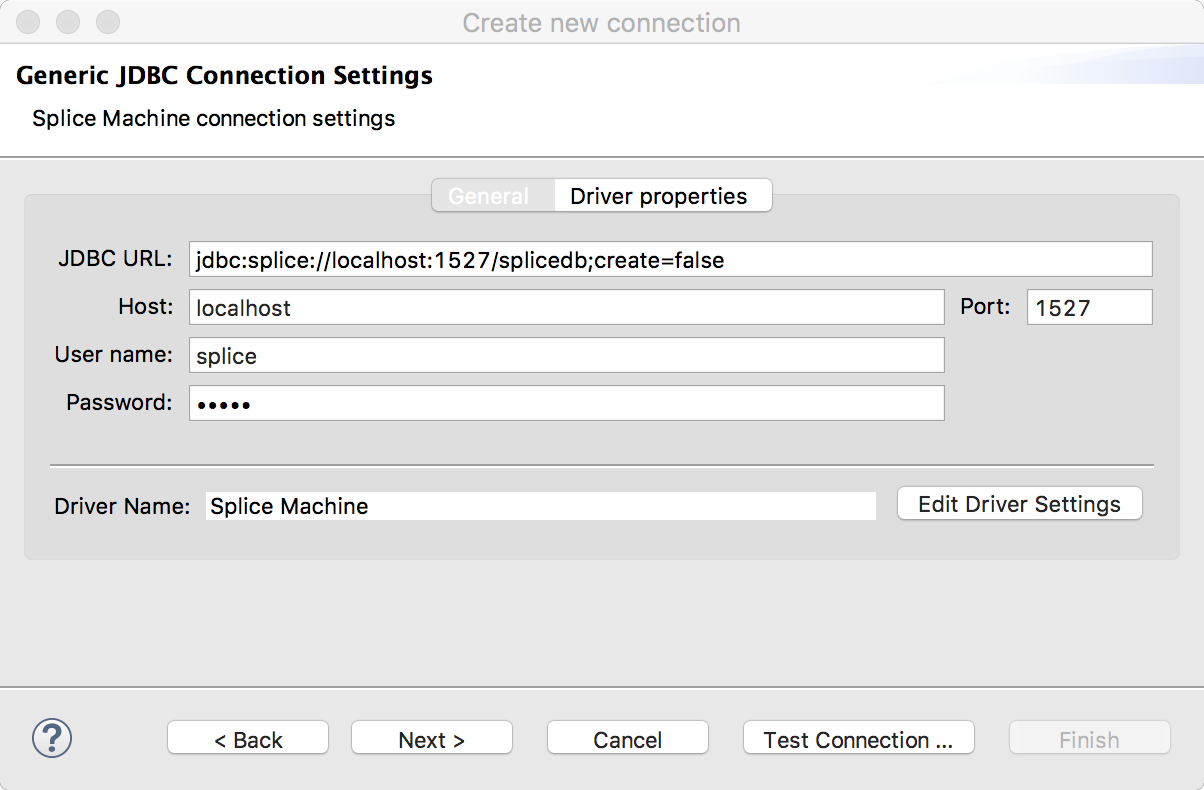 Create new connection
Generic JDBC Connection Settings
Splice Machine connection settings
General Driver properties
JDBC URL: jdbc:splice://localhost:1527/splicedb;create=false
Host: localhost Port: 1527
User name: splice
Password: •••••
Driver Name: Splice Machine Edit Driver Settings
? < Back Next > Cancel Test Connection ... Finish